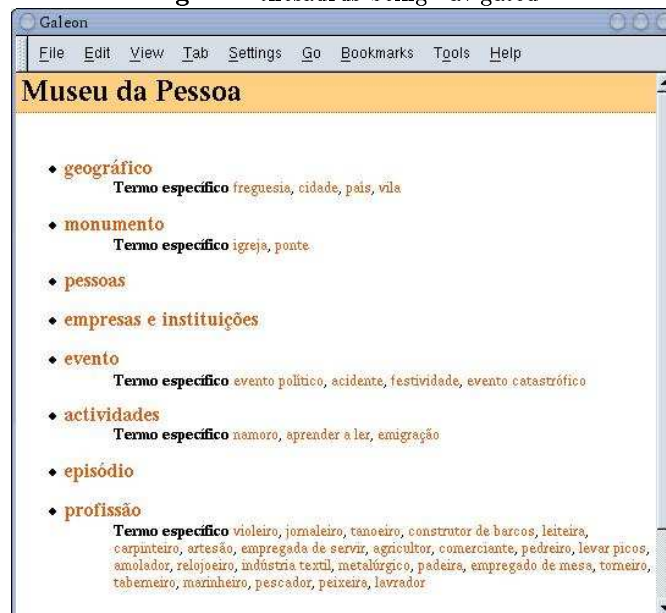 thesaurus being navigated
Galeon
File Edit View Tab Settings Go Bookmarks Tools Help
Museu da Pessoa
geográfico
Termo específico freguesia, cidade, país, vila
monumento
Termo específico igreja, ponte
pessoas
empresas e instituições
evento
Termo específico evento político, acidente, festividade, evento catastrófico
actividades
Termo específico namoro, aprender a ler, emigração
episódio
profissão
Termo específico violeiro, jornaleiro, tanoeiro, construtor de barcos, leiteira,
carpinteiro, artesão, empregada de servir, agricultor, comerciante, pedreiro, levar picos,
amolador, relojoeiro, indústria textil, metalúrgico, padeira, empregado de mesa, torneiro,
taberneiro, marinheiro, pescador, peixeira, lavrador